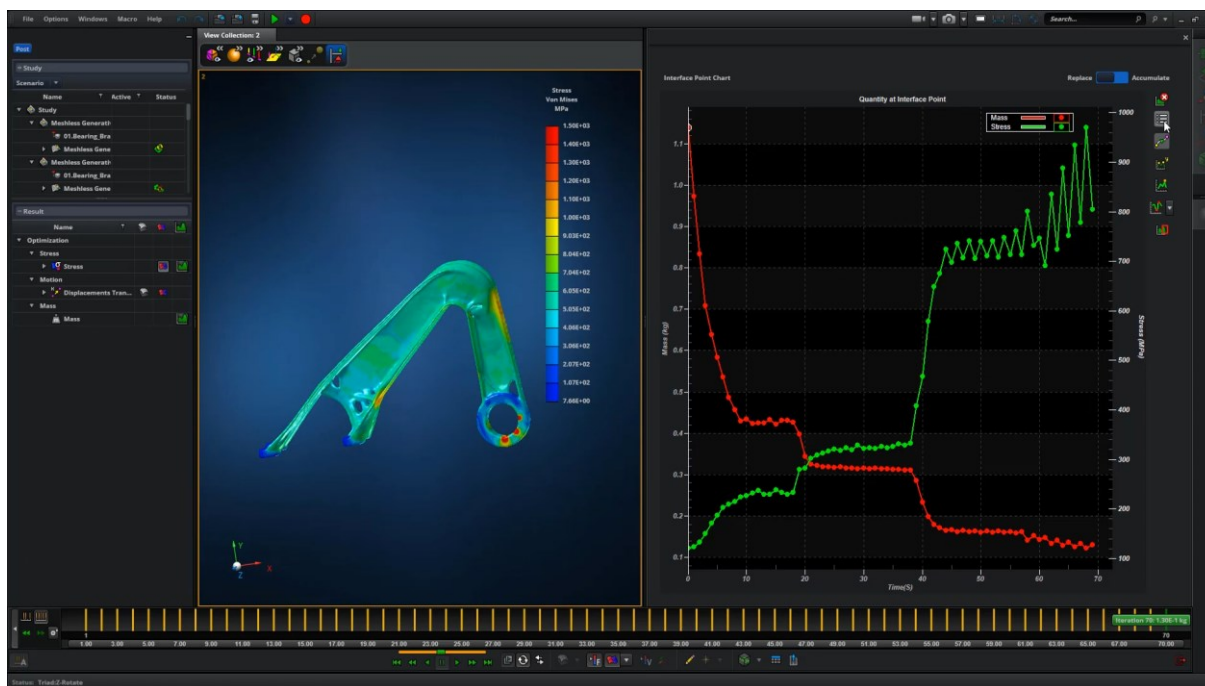 File Options Windows Macro Help
Search...
Post
Study
Scenario
Name Active Status
Study
Meshless Generati
01.Bearing_Bra
Meshless Gene
Meshless Generati
01.Bearing_Bra
Meshless Gene
Result
Name
Optimization
Stress
Stress
Motion
Displacements Tran...
Mass
Mass
View Collection: 2
2
Stress
Von Mises
MPa
1.50E+03
1.40E+03
1.30E+03
1.20E+03
1.10E+03
1.00E+03
9.03E+02
8.04E+02
7.04E+02
6.05E+02
5.05E+02
4.06E+02
3.06E+02
2.07E+02
1.07E+02
7.66E+00
Y
X
Z
Interface Point Chart
Replace Accumulate
Quantity at Interface Point
Mass
Stress
1.1
1.0
0.9
0.8
0.7
0.6
0.5
0.4
0.3
0.2
0.1
Mass (kg)
1000
900
800
700
600
500
400
300
200
100
Stress (MPa)
0 10 20 30 40 50 60 70
Time(S)
Iteration 70: 1.30E-1 kg
1 70
1.00 3.00 5.00 7.00 9.00 11.00 13.00 15.00 17.00 19.00 21.00 23.00 25.00 27.00 29.00 31.00 33.00 35.00 37.00 39.00 41.00 43.00 45.00 47.00 49.00 51.00 53.00 55.00 57.00 59.00 61.00 63.00 65.00 67.00 70.00
Status: Triad:Z-Rotate